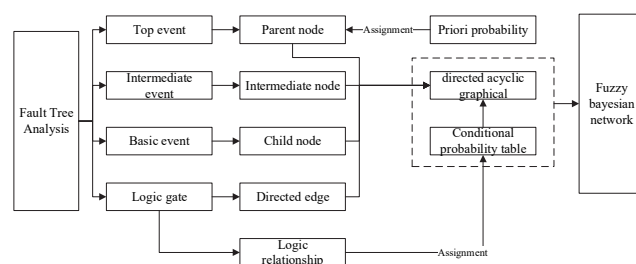 Top event
Parent node
Assignment
Priori probability
Intermediate
event
Intermediate node
directed acyclic
graphical
Fault Tree
Analysis
Fuzzy
bayesian
network
Basic event
Child node
Conditional
probability table
Logic gate
Directed edge
Logic
relationship
Assignment